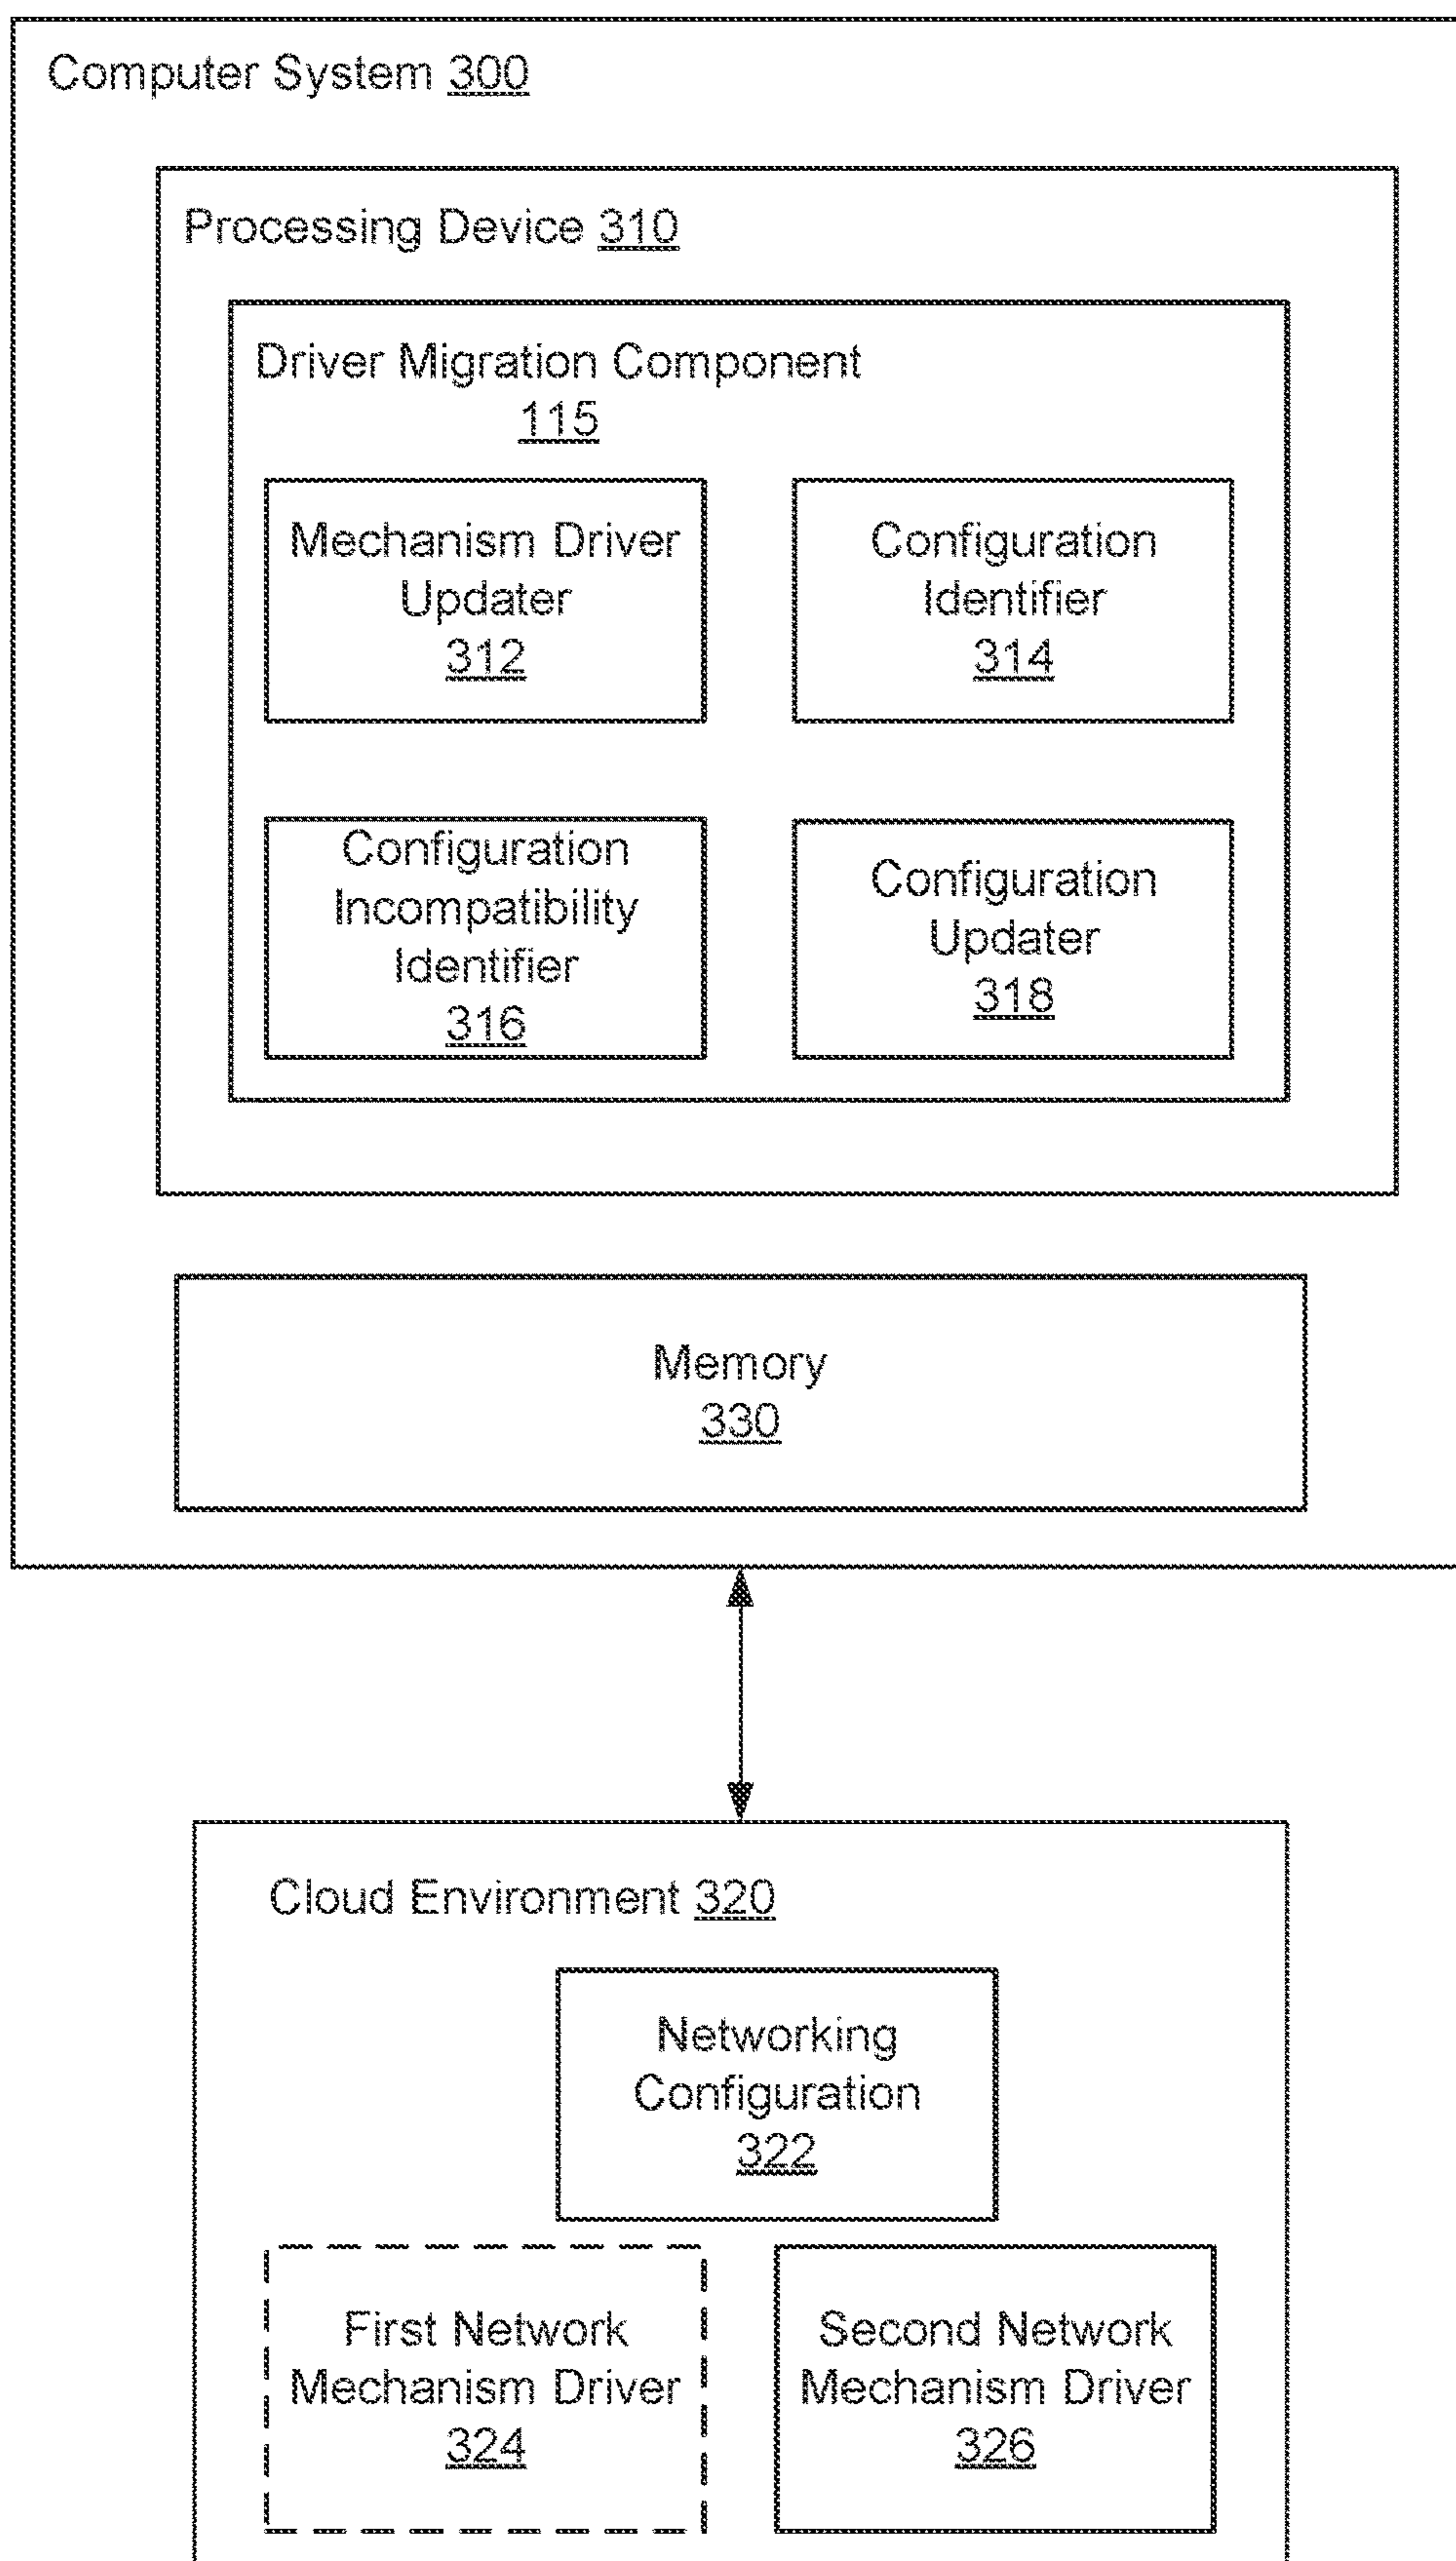 Computer System 300
Processing Device 310
Driver Migration Component
115
Mechanism Driver
Updater
312
Configuration
Identifier
314
Configuration
Incompatibility
Identifier
316
Configuration
Updater
318
Memory
330
Cloud Environment 320
Networking
Configuration
322
First Network
Mechanism Driver
324
Second Network
Mechanism Driver
326